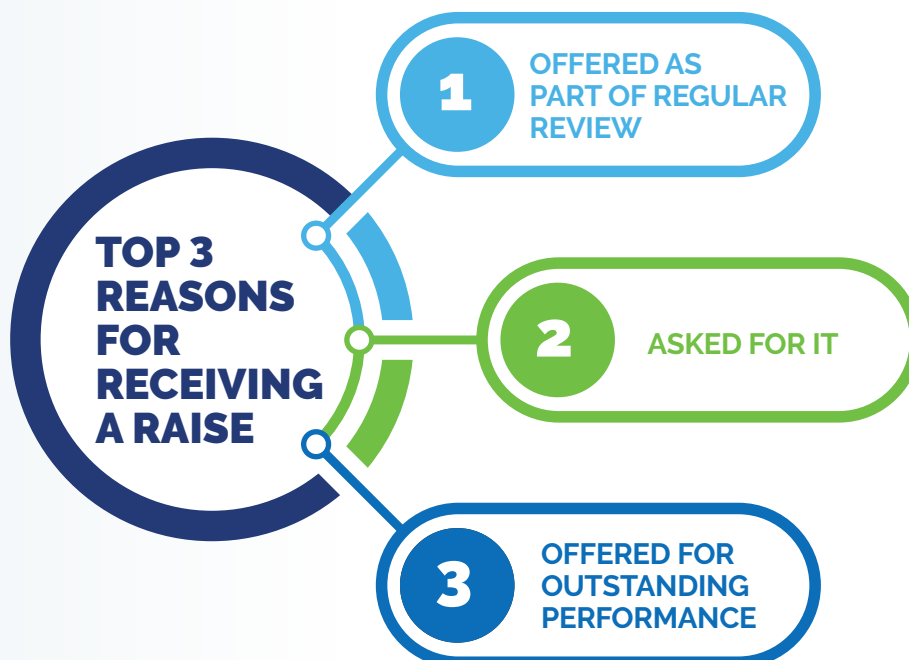 TOP 3
REASONS
FOR
RECEIVING
A RAISE
1
OFFERED AS
PART OF REGULAR
REVIEW
2
ASKED FOR IT
3
OFFERED FOR
OUTSTANDING
PERFORMANCE